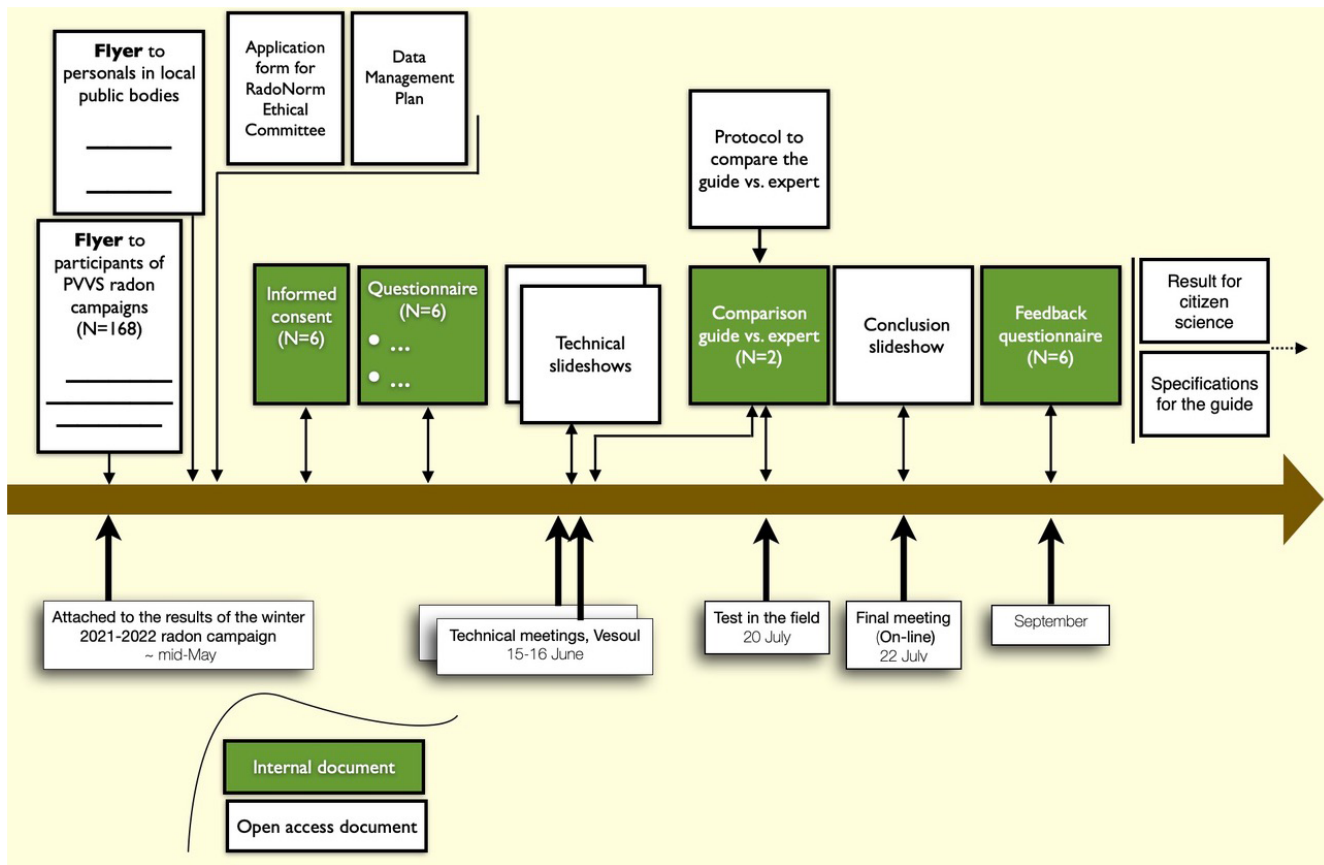 Flyer to
personals in local
public bodies
Application
form for
RadoNorm
Ethical
Committee
Data
Management
Plan
Protocol to
compare the
guide vs. expert
Flyer to
participants of
PVVS radon
campaigns
(N=168)
Informed
consent
(N=6)
Questionnaire
(N=6)
• ...
• ...
Technical
slideshows
Comparison
guide vs. expert
(N=2)
Conclusion
slideshow
Feedback
questionnaire
(N=6)
Result for
citizen
science
Specifications
for the guide
Attached to the results of the winter
2021-2022 radon campaign
~ mid-May
Technical meetings, Vesoul
15-16 June
Test in the field
20 July
Final meeting
(On-line)
22 July
September
Internal document
Open access document